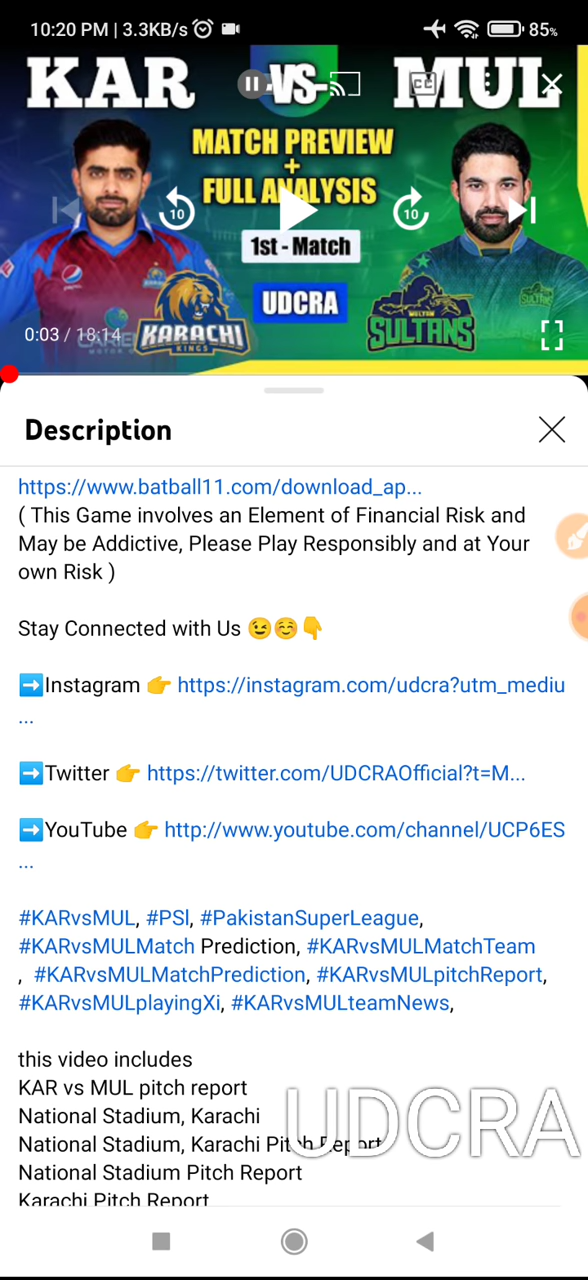 10:20 PM | 3.3KB/s
85%
KAR -VS- MUL
CC
MATCH PREVIEW
+
FULL ANALYSIS
10
10
1st - Match
UDCRA
KARACHI
KINGS
MULTAN
SULTANS
0:03 / 18:14
Description
https://www.batball11.com/download_ap...
( This Game involves an Element of Financial Risk and
May be Addictive, Please Play Responsibly and at Your
own Risk )
Stay Connected with Us 😉☺️👇
➡️Instagram 👉 https://instagram.com/udcra?utm_mediu
...
➡️Twitter 👉 https://twitter.com/UDCRAOfficial?t=M...
➡️YouTube 👉 http://www.youtube.com/channel/UCP6ES
...
#KARvsMUL, #PSl, #PakistanSuperLeague,
#KARvsMULMatch Prediction, #KARvsMULMatchTeam
, #KARvsMULMatchPrediction, #KARvsMULpitchReport,
#KARvsMULplayingXi, #KARvsMULteamNews,
this video includes
KAR vs MUL pitch report
National Stadium, Karachi
National Stadium, Karachi Pitch Report
UDCRA
National Stadium Pitch Report
Karachi Pitch Report